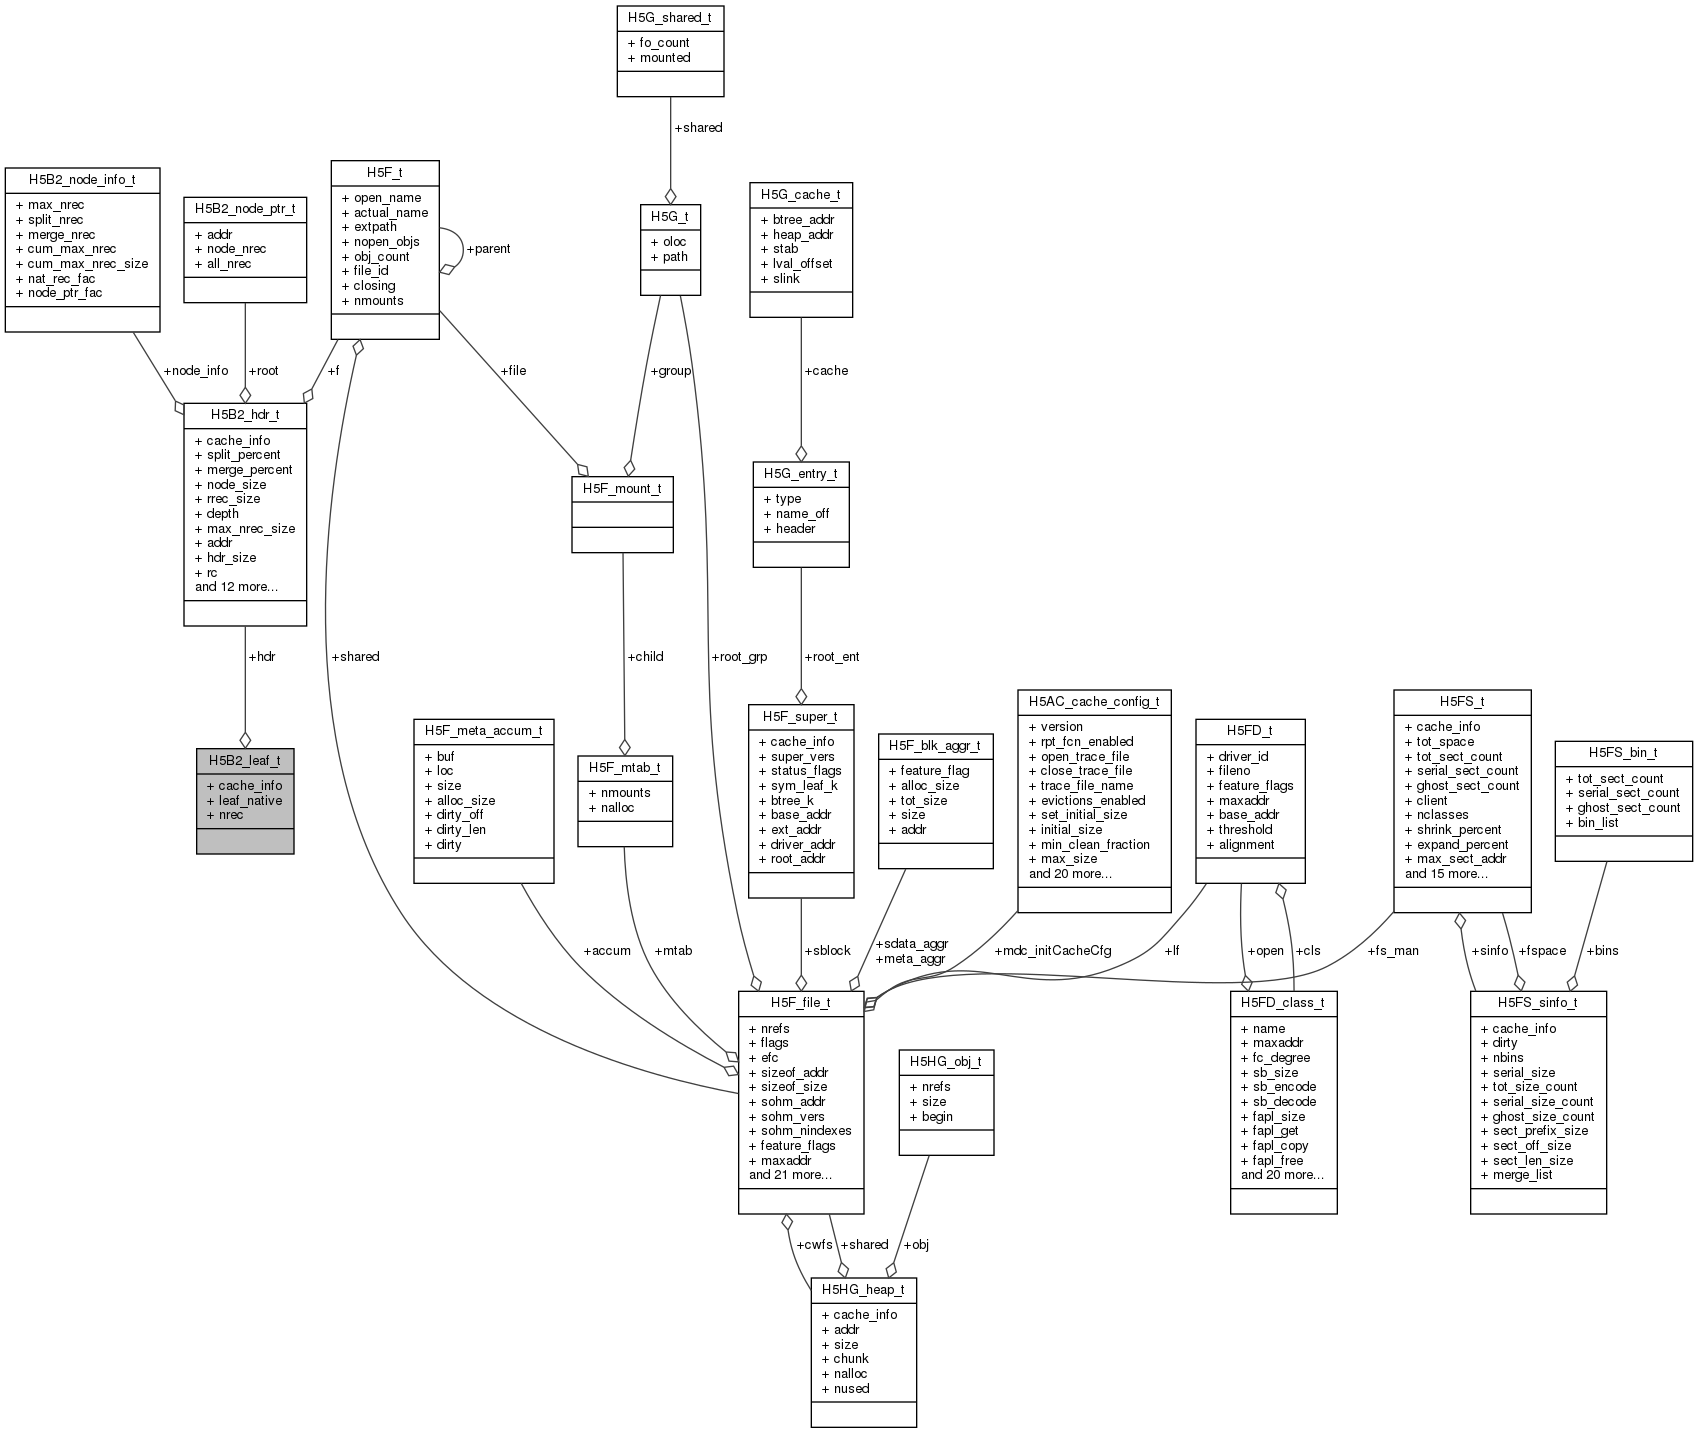 H5G_shared_t
+ fo_count
+ mounted
+shared
H5B2_node_info_t
+ max_nrec
+ split_nrec
+ merge_nrec
+ cum_max_nrec
+ cum_max_nrec_size
+ nat_rec_fac
+ node_ptr_fac
H5B2_node_ptr_t
+ addr
+ node_nrec
+ all_nrec
H5F_t
+ open_name
+ actual_name
+ extpath
+ nopen_objs
+ obj_count
+ file_id
+ closing
+ nmounts
+parent
H5G_t
+ oloc
+ path
H5G_cache_t
+ btree_addr
+ heap_addr
+ stab
+ lval_offset
+ slink
+node_info
+root
+f
+file
+group
+cache
H5B2_hdr_t
+ cache_info
+ split_percent
+ merge_percent
+ node_size
+ rrec_size
+ depth
+ max_nrec_size
+ addr
+ hdr_size
+ rc
and 12 more...
H5F_mount_t
H5G_entry_t
+ type
+ name_off
+ header
+hdr
+shared
+child
+root_grp
+root_ent
H5B2_leaf_t
+ cache_info
+ leaf_native
+ nrec
H5F_meta_accum_t
+ buf
+ loc
+ size
+ alloc_size
+ dirty_off
+ dirty_len
+ dirty
H5F_mtab_t
+ nmounts
+ nalloc
H5F_super_t
+ cache_info
+ super_vers
+ status_flags
+ sym_leaf_k
+ btree_k
+ base_addr
+ ext_addr
+ driver_addr
+ root_addr
H5F_blk_aggr_t
+ feature_flag
+ alloc_size
+ tot_size
+ size
+ addr
H5AC_cache_config_t
+ version
+ rpt_fcn_enabled
+ open_trace_file
+ close_trace_file
+ trace_file_name
+ evictions_enabled
+ set_initial_size
+ initial_size
+ min_clean_fraction
+ max_size
and 20 more...
H5FD_t
+ driver_id
+ fileno
+ feature_flags
+ maxaddr
+ base_addr
+ threshold
+ alignment
H5FS_t
+ cache_info
+ tot_space
+ tot_sect_count
+ serial_sect_count
+ ghost_sect_count
+ client
+ nclasses
+ shrink_percent
+ expand_percent
+ max_sect_addr
and 15 more...
H5FS_bin_t
+ tot_sect_count
+ serial_sect_count
+ ghost_sect_count
+ bin_list
+accum
+mtab
+sblock
+sdata_aggr
+meta_aggr
+mdc_initCacheCfg
+lf
+open
+cls
+fs_man
+sinfo
+fspace
+bins
H5F_file_t
+ nrefs
+ flags
+ efc
+ sizeof_addr
+ sizeof_size
+ sohm_addr
+ sohm_vers
+ sohm_nindexes
+ feature_flags
+ maxaddr
and 21 more...
H5HG_obj_t
+ nrefs
+ size
+ begin
H5FD_class_t
+ name
+ maxaddr
+ fc_degree
+ sb_size
+ sb_encode
+ sb_decode
+ fapl_size
+ fapl_get
+ fapl_copy
+ fapl_free
and 20 more...
H5FS_sinfo_t
+ cache_info
+ dirty
+ nbins
+ serial_size
+ tot_size_count
+ serial_size_count
+ ghost_size_count
+ sect_prefix_size
+ sect_off_size
+ sect_len_size
+ merge_list
+cwfs
+shared
+obj
H5HG_heap_t
+ cache_info
+ addr
+ size
+ chunk
+ nalloc
+ nused